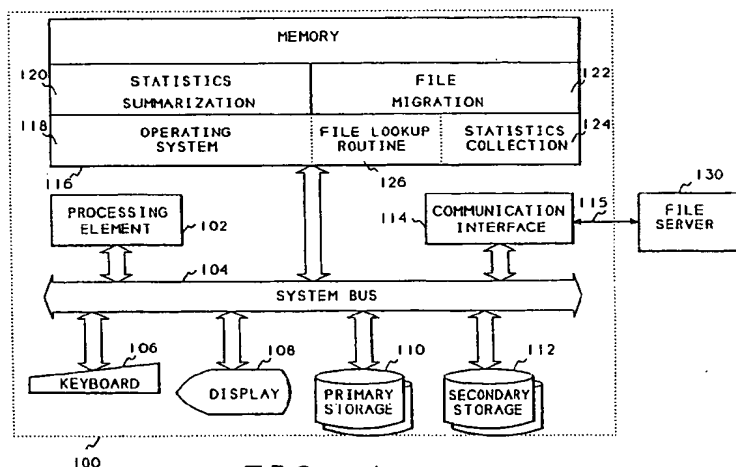 MEMORY
120
STATISTICS
SUMMARIZATION
FILE
MIGRATION
122
118
OPERATING
SYSTEM
FILE LOOKUP
ROUTINE
STATISTICS
COLLECTION
124
116
126
130
PROCESSING
ELEMENT
102
114
COMMUNICATION
INTERFACE
115
FILE
SERVER
104
SYSTEM BUS
106
KEYBOARD
108
DISPLAY
110
PRIMARY
STORAGE
112
SECONDARY
STORAGE
100